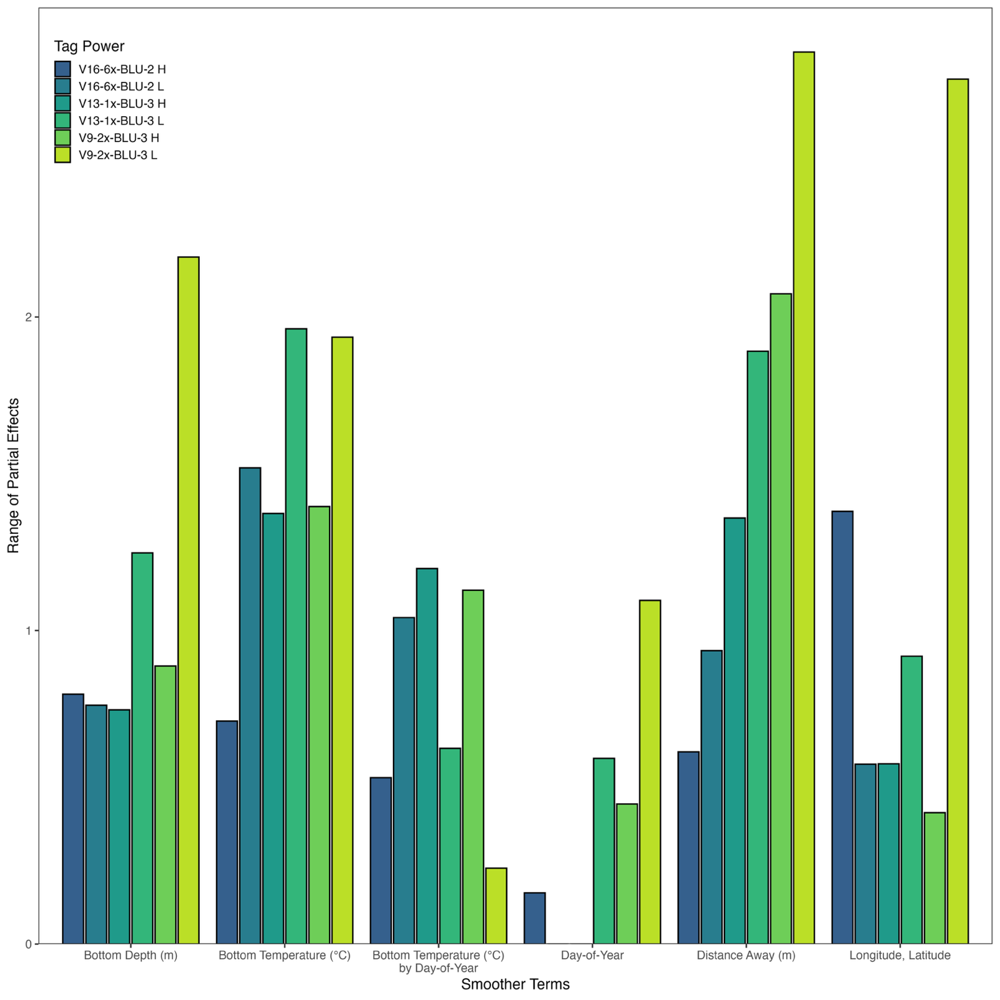 Tag Power
V16-6x-BLU-2 H
V16-6x-BLU-2 L
V13-1x-BLU-3 H
V13-1x-BLU-3 L
V9-2x-BLU-3 H
V9-2x-BLU-3 L
Range of Partial Effects
2
1
0
Bottom Depth (m)
Bottom Temperature (°C)
Bottom Temperature (°C)
by Day-of-Year
Day-of-Year
Distance Away (m)
Longitude, Latitude
Smoother Terms